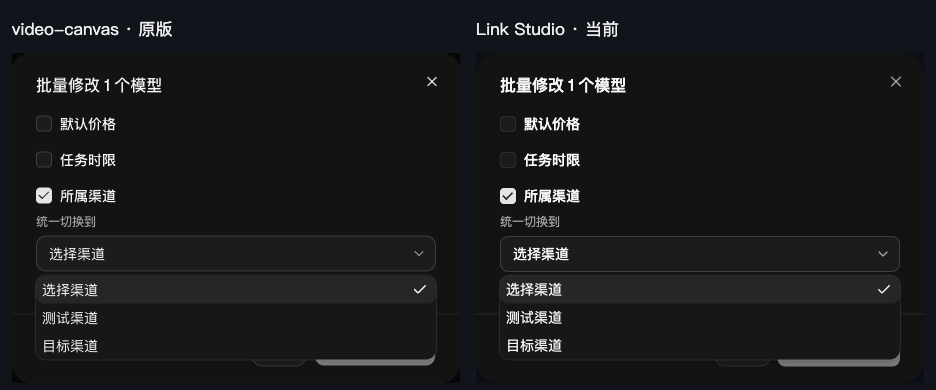 video-canvas · 原版
批量修改 1 个模型
默认价格
任务时限
所属渠道
统一切换到
选择渠道
选择渠道
测试渠道
目标渠道
Link Studio · 当前
批量修改 1 个模型
默认价格
任务时限
所属渠道
统一切换到
选择渠道
选择渠道
测试渠道
目标渠道